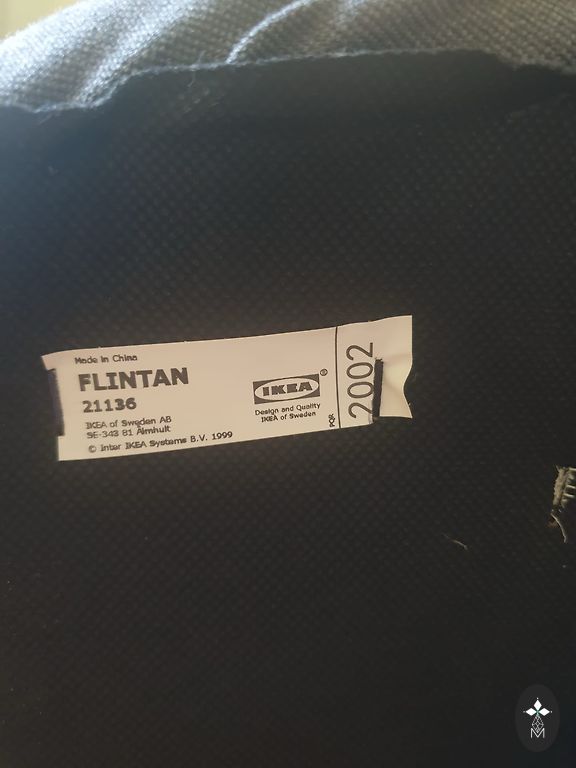 Made in China
FLINTAN
21136
IKEA of Sweden AB
SE-343 81 Älmhult
© Inter IKEA Systems B.V. 1999
IKEA®
Design and Quality
IKEA of Sweden
PQR
2002
M